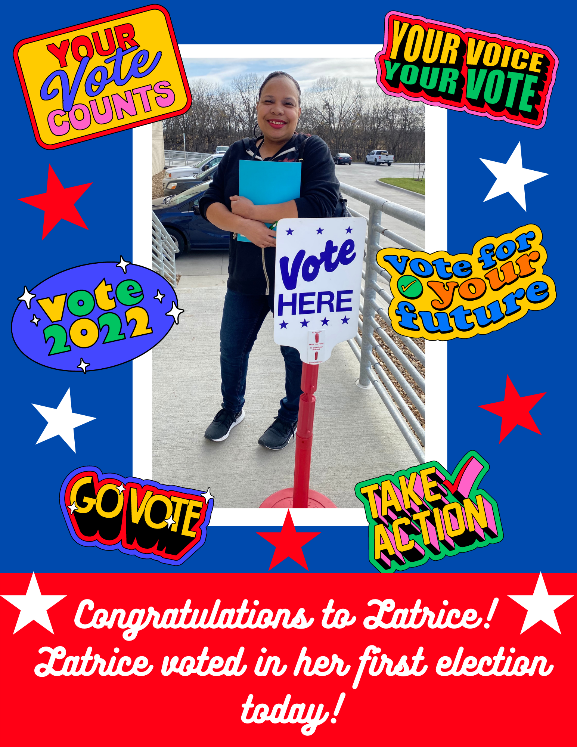 YOUR
Vote
COUNTS
YOUR VOICE
YOUR VOTE
Vote
HERE
vote
2022
vote for
your
future
GO VOTE
TAKE
ACTION
Congratulations to Latrice!
Latrice voted in her first election
today!